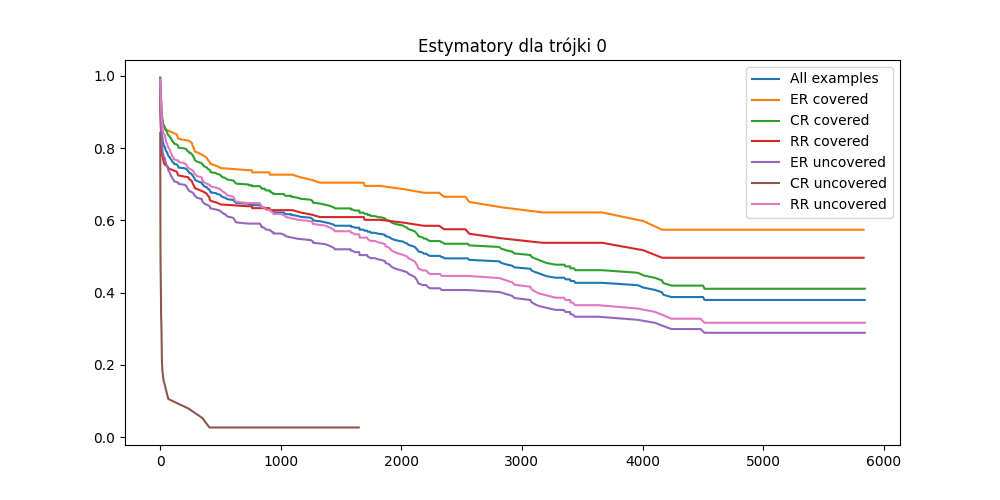 Estymatory dla trójki 0
All examples
ER covered
CR covered
RR covered
ER uncovered
CR uncovered
RR uncovered
1.0
0.8
0.6
0.4
0.2
0.0
0 1000 2000 3000 4000 5000 6000